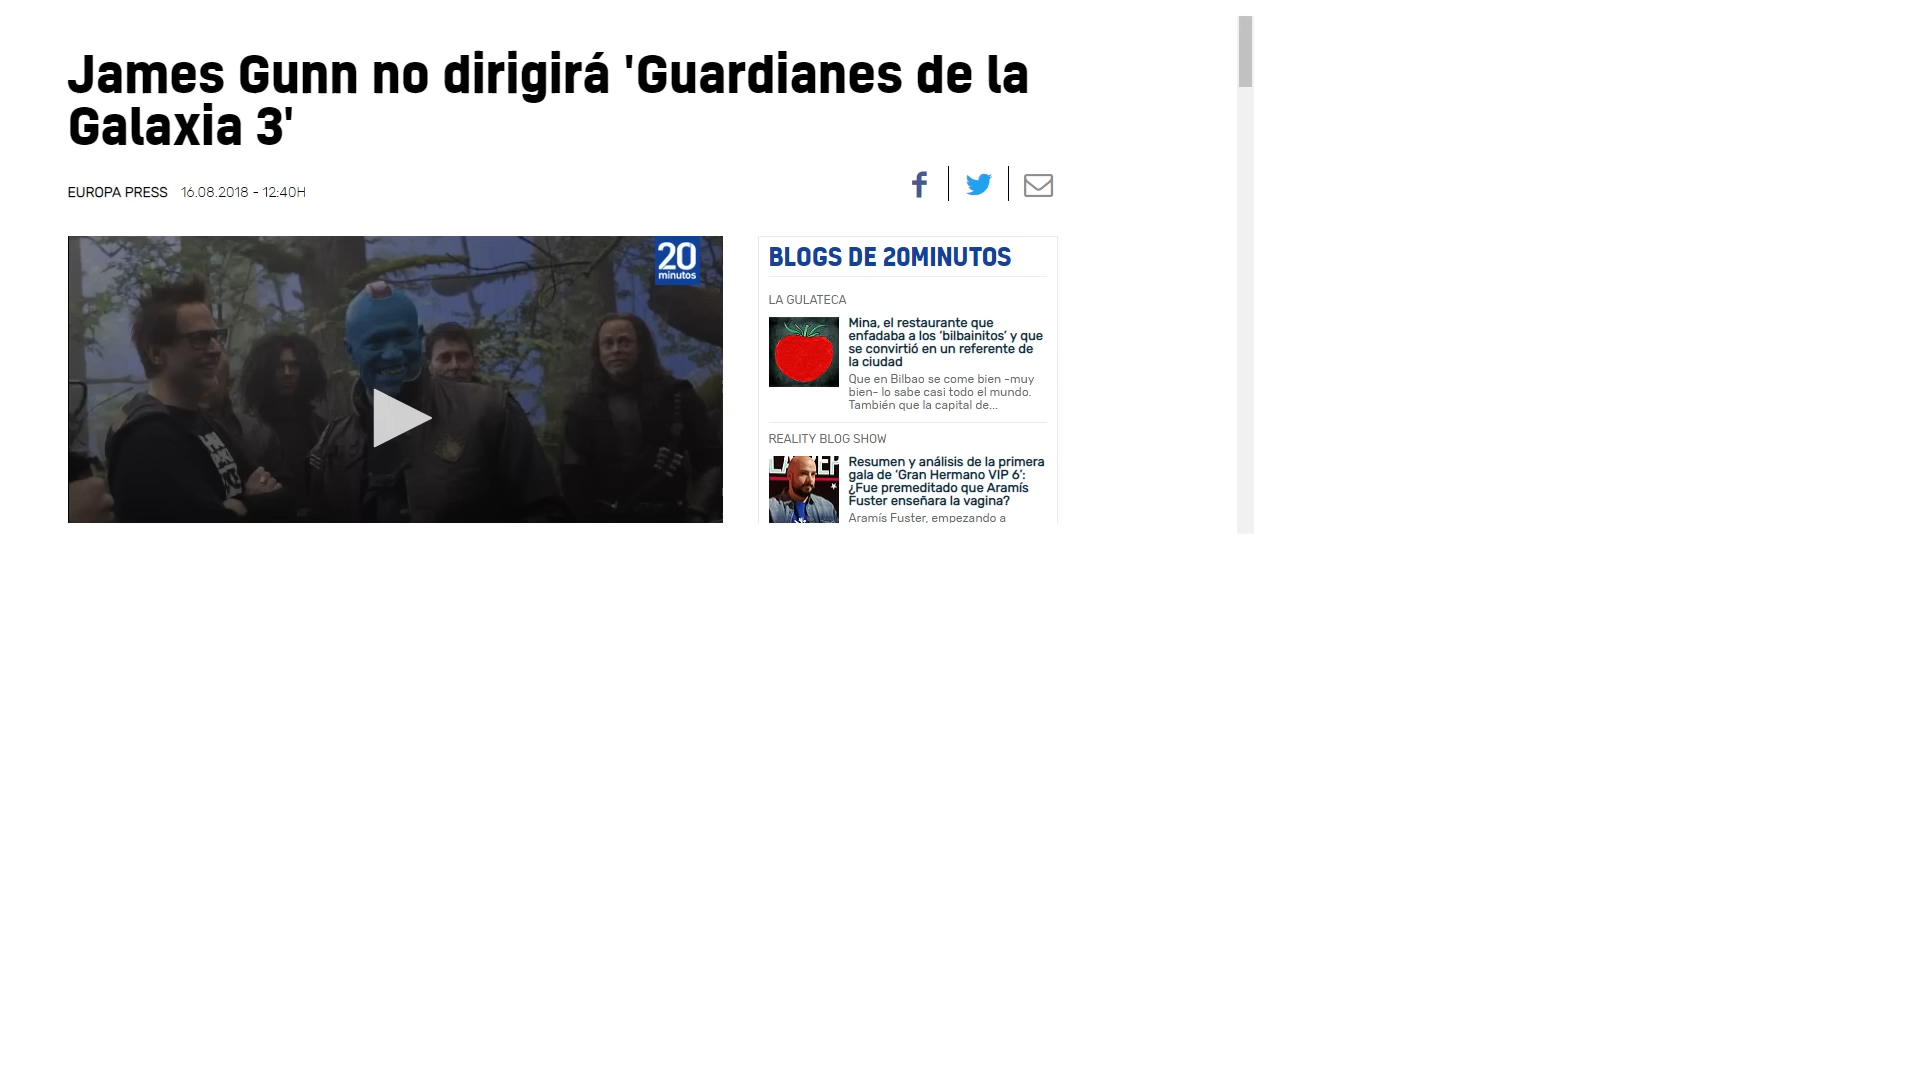 James Gunn no dirigirá 'Guardianes de la
Galaxia 3'
EUROPA PRESS 16.08.2018 - 12:40H
20
minutos
BLOGS DE 20MINUTOS
LA GULATECA
Mina, el restaurante que
enfadaba a los ‘bilbainitos’ y que
se convirtió en un referente de
la ciudad
Que en Bilbao se come bien -muy
bien- lo sabe casi todo el mundo.
También que la capital de...
REALITY BLOG SHOW
Resumen y análisis de la primera
gala de ‘Gran Hermano VIP 6’:
¿Fue premeditado que Aramís
Fuster enseñara la vagina?
Aramís Fuster, empezando a